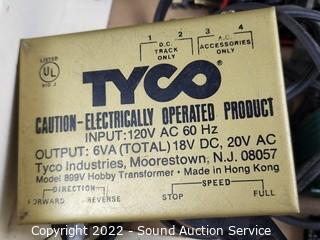 1 2 3 4
D.C. TRACK ONLY
A.C. ACCESSORIES ONLY
LISTED
UL
TYCO
CAUTION-ELECTRICALLY OPERATED PRODUCT
INPUT:120V AC 60 Hz
OUTPUT: 6VA (TOTAL) 18V DC, 20V AC
Tyco Industries, Moorestown, N.J. 08057
Model 899V Hobby Transformer • Made in Hong Kong
DIRECTION
FORWARD REVERSE
SPEED
STOP FULL
Copyright 2022 - Sound Auction Service